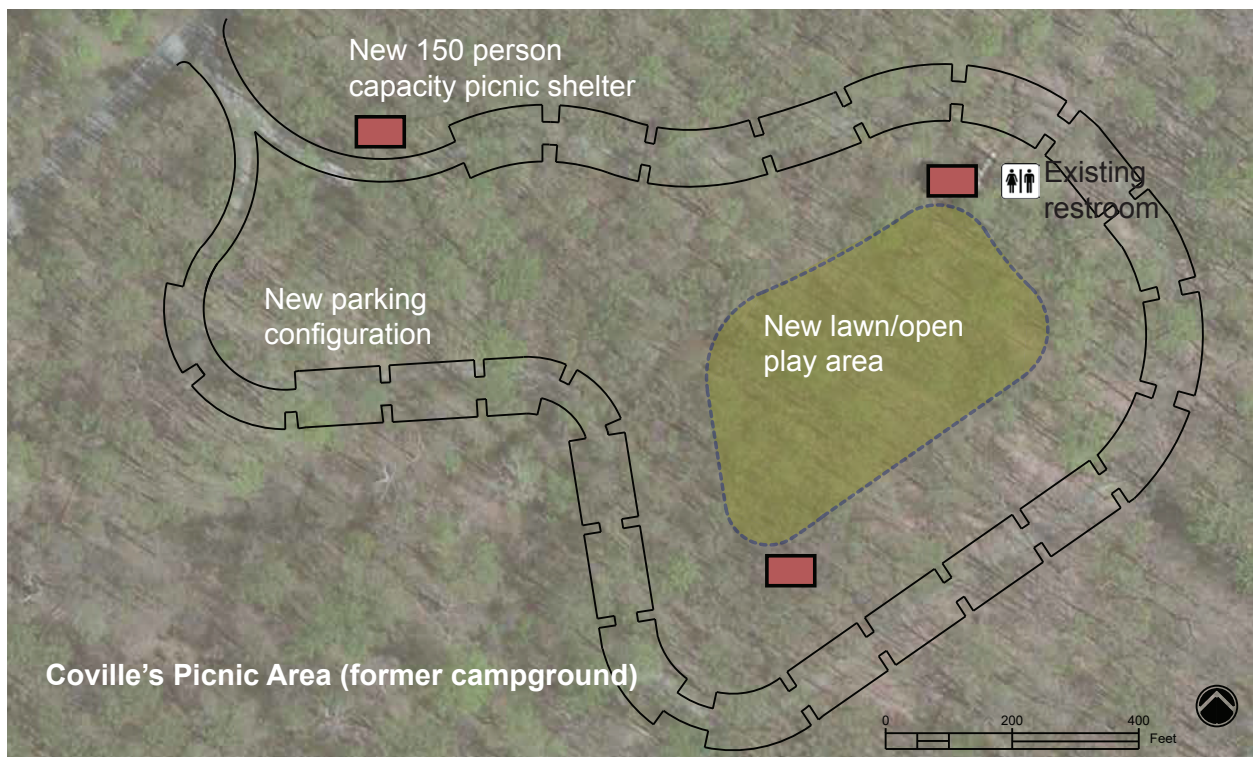 New 150 person
capacity picnic shelter
Existing
restroom
New parking
configuration
New lawn/open
play area
Coville’s Picnic Area (former campground)
0 200 400
Feet